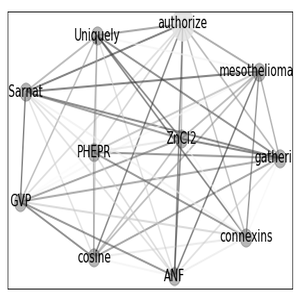 authorize
Uniquely
mesothelioma
Sarnat
ZnCl2
PHEPR
gatheri
GVP
connexins
cosine
ANF